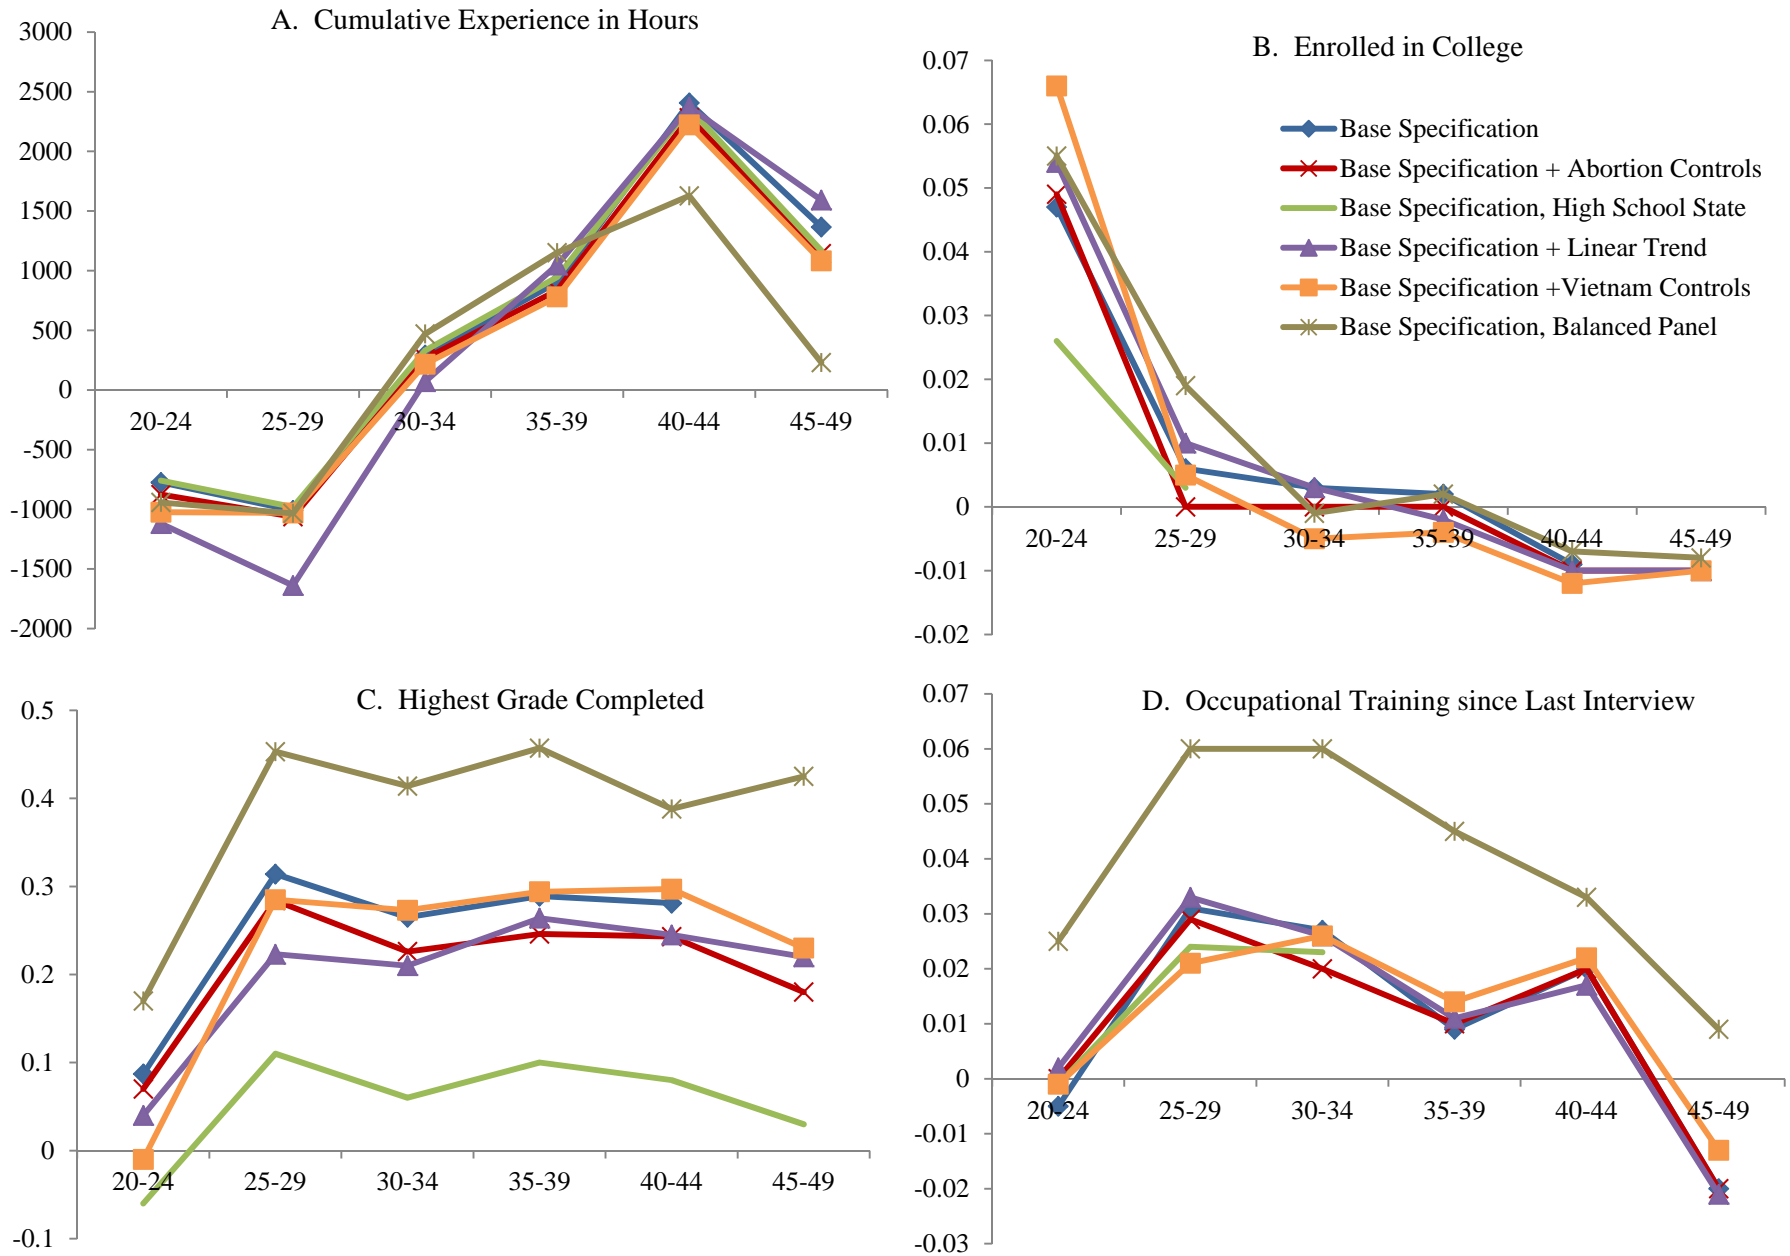 A. Cumulative Experience in Hours
3000
2500
2000
1500
1000
500
0
-500
-1000
-1500
-2000
20-24 25-29 30-34 35-39 40-44 45-49
B. Enrolled in College
0.07
0.06
0.05
0.04
0.03
0.02
0.01
0
-0.01
-0.02
20-24 25-29 30-34 35-39 40-44 45-49
Base Specification
Base Specification + Abortion Controls
Base Specification, High School State
Base Specification + Linear Trend
Base Specification +Vietnam Controls
Base Specification, Balanced Panel
C. Highest Grade Completed
0.5
0.4
0.3
0.2
0.1
0
-0.1
20-24 25-29 30-34 35-39 40-44 45-49
D. Occupational Training since Last Interview
0.07
0.06
0.05
0.04
0.03
0.02
0.01
0
-0.01
-0.02
-0.03
20-24 25-29 30-34 35-39 40-44 45-49